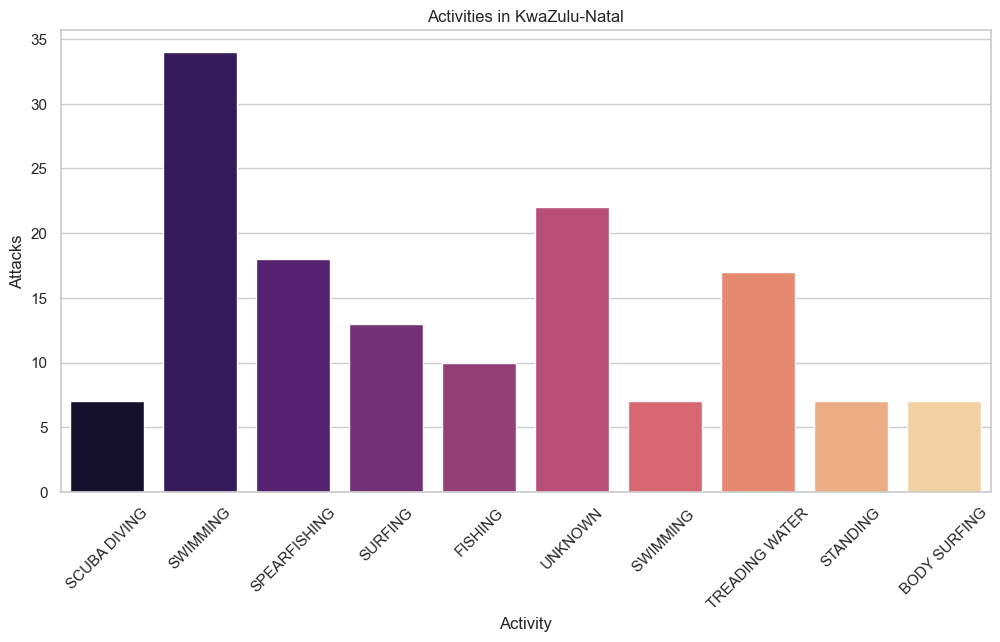 Activities in KwaZulu-Natal
Attacks
35
30
25
20
15
10
5
0
SCUBA DIVING
SWIMMING
SPEARFISHING
SURFING
FISHING
UNKNOWN
SWIMMING
TREADING WATER
STANDING
BODY SURFING
Activity